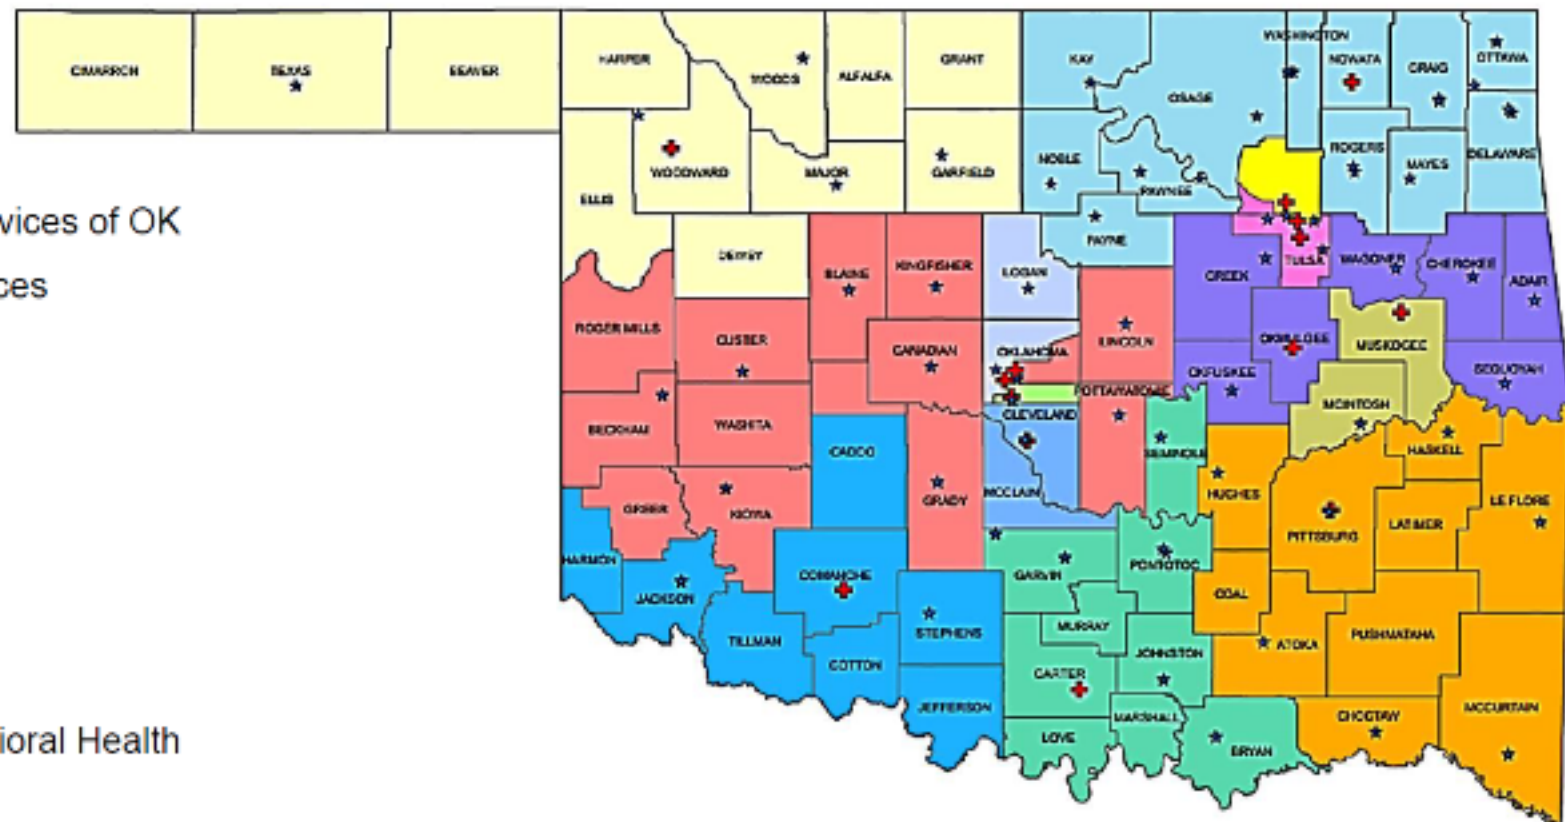 CIMARRON TEXAS BEAVER HARPER WOODS ALFALFA GRANT KAY OSAGE WASHINGTON NOWATA CRAIG OTTAWA
WOODWARD MAJOR GARFIELD NOBLE PAWNEE ROGERS MAYES DELAWARE
ELLIS
vices of OK
DEWEY BLAINE KINGFISHER LOGAN PAYNE CREEK TULSA WAGONER CHEROKEE ADAIR
ces
ROGER MILLS CUSTER CANADIAN OKLAHOMA LINCOLN OKMULGEE MUSKOGEE
OKFUSKEE SEQUOYAH
BECKHAM WASHITA CADDO CLEVELAND POTTAWATOMIE SEMINOLE MCINTOSH HASKELL
GREER KIOWA GRADY MCCLAIN HUGHES PITTSBURG LATIMER LE FLORE
HARMON JACKSON COMANCHE GARVIN PONTOTOC COAL
TILLMAN COTTON STEPHENS MURRAY JOHNSTON ATOKA PUSHMATAHA
CARTER
JEFFERSON LOVE MARSHALL BRYAN CHOCTAW MCCURTAIN
ioral Health